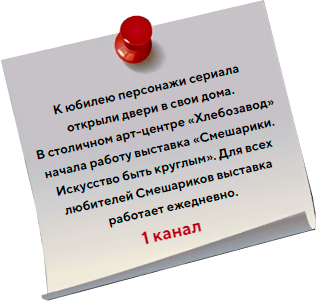 К юбилею персонажи сериала
открыли двери в свои дома.
В столичном арт-центре «Хлебозавод»
начала работу выставка «Смешарики.
Искусство быть круглым». Для всех
любителей Смешариков выставка
работает ежедневно.
1 канал